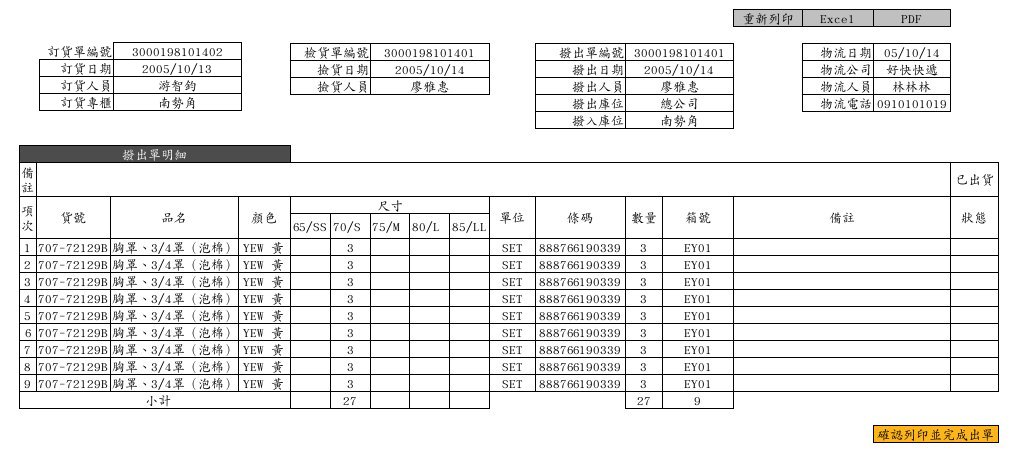 重新列印 Excel PDF
訂貨單編號 3000198101402 檢貨單編號 3000198101401 撥出單編號 3000198101401 物流日期 05/10/14
訂貨日期 2005/10/13 撿貨日期 2005/10/14 撥出日期 2005/10/14 物流公司 好快快遞
訂貨人員 游智鈞 撿貨人員 廖雅惠 撥出人員 廖雅惠 物流人員 林林林
訂貨專櫃 南勢角 撥出庫位 總公司 物流電話 0910101019
撥入庫位 南勢角
撥出單明細
備註 已出貨
項次 貨號 品名 顏色 尺寸 單位 條碼 數量 箱號 備註 狀態
65/SS 70/S 75/M 80/L 85/LL
1 707-72129B 胸罩、3/4罩（泡棉） YEW 黃 3 SET 888766190339 3 EY01
2 707-72129B 胸罩、3/4罩（泡棉） YEW 黃 3 SET 888766190339 3 EY01
3 707-72129B 胸罩、3/4罩（泡棉） YEW 黃 3 SET 888766190339 3 EY01
4 707-72129B 胸罩、3/4罩（泡棉） YEW 黃 3 SET 888766190339 3 EY01
5 707-72129B 胸罩、3/4罩（泡棉） YEW 黃 3 SET 888766190339 3 EY01
6 707-72129B 胸罩、3/4罩（泡棉） YEW 黃 3 SET 888766190339 3 EY01
7 707-72129B 胸罩、3/4罩（泡棉） YEW 黃 3 SET 888766190339 3 EY01
8 707-72129B 胸罩、3/4罩（泡棉） YEW 黃 3 SET 888766190339 3 EY01
9 707-72129B 胸罩、3/4罩（泡棉） YEW 黃 3 SET 888766190339 3 EY01
小計 27 27 9
確認列印並完成出單